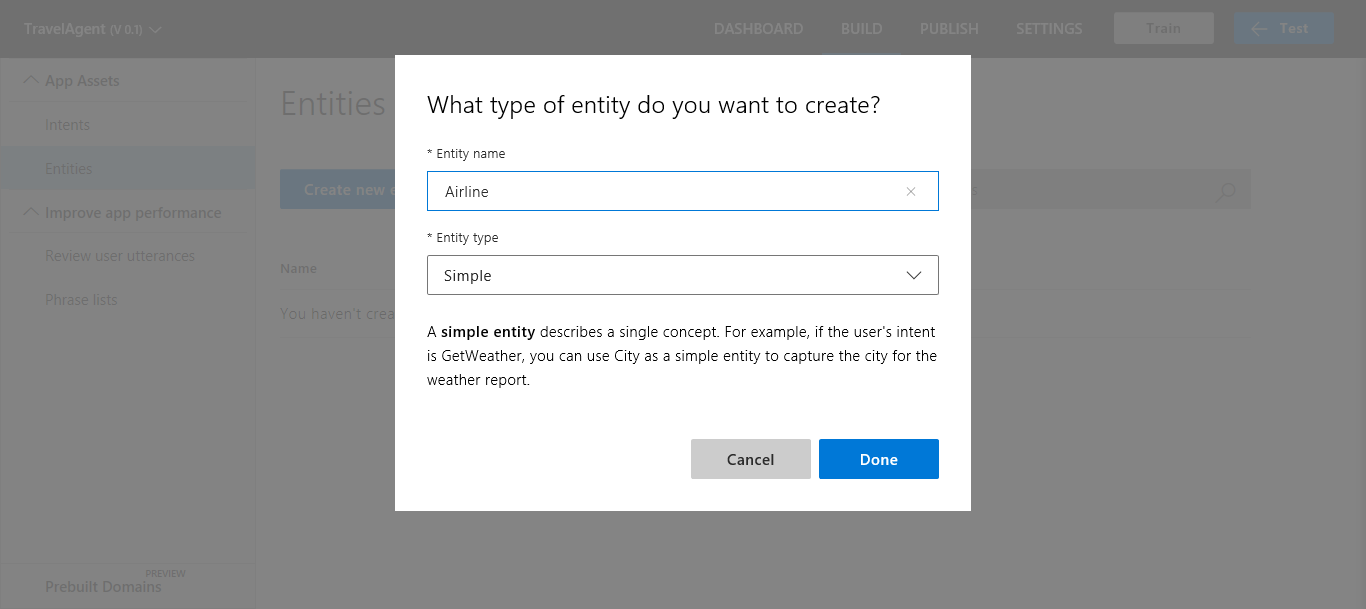 TravelAgent (V 0.1)
DASHBOARD
BUILD
PUBLISH
SETTINGS
Train
Test
App Assets
Intents
Entities
Improve app performance
Review user utterances
Phrase lists
PREVIEW
Prebuilt Domains
Entities
Create new e
Name
You haven't crea
What type of entity do you want to create?
* Entity name
Airline
* Entity type
Simple
A simple entity describes a single concept. For example, if the user's intent
is GetWeather, you can use City as a simple entity to capture the city for the
weather report.
Cancel
Done